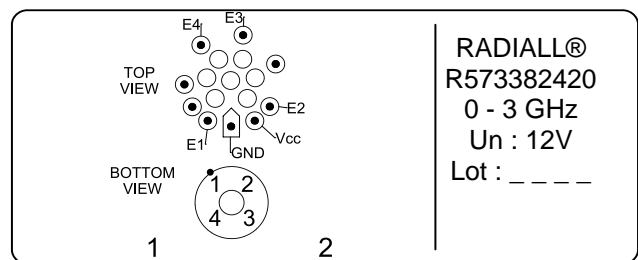 E4
E3
TOP
VIEW
E2
E1
Vcc
GND
BOTTOM
VIEW
1 2
4 3
1 2
RADIALL®
R573382420
0 - 3 GHz
Un : 12V
Lot : _ _ _ _